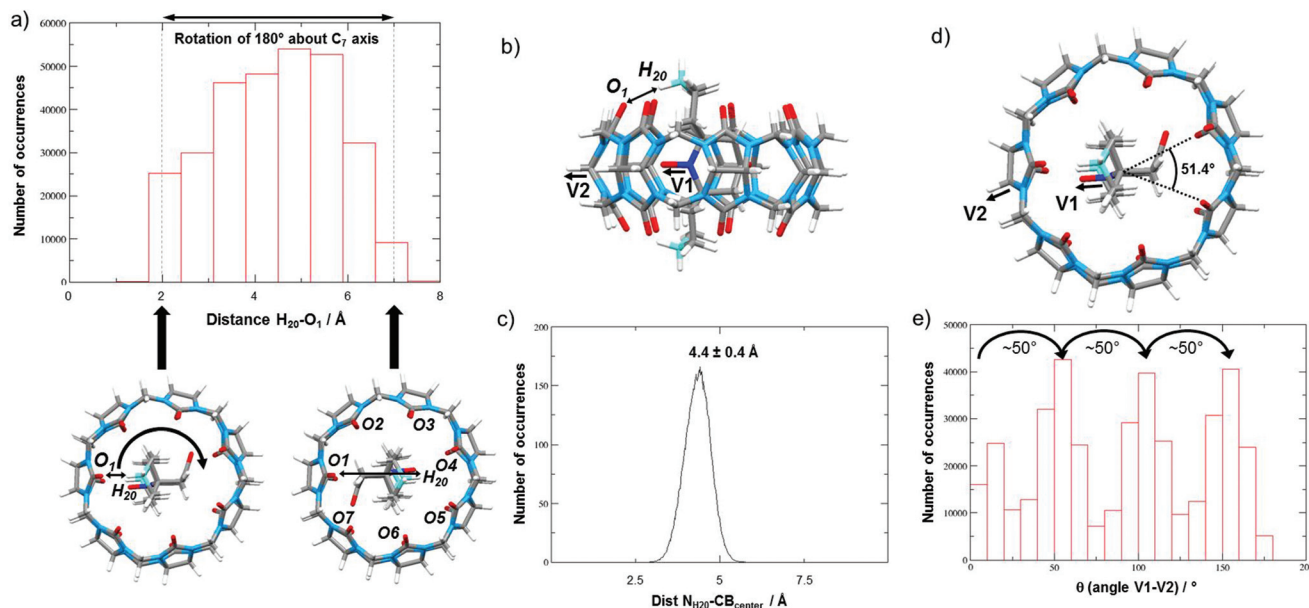 a)
60000
50000
40000
30000
20000
10000
0
Number of occurrences
Rotation of 180° about C7 axis
0 2 4 6 8
Distance H20-O1 / Å
O1
H20
O2 O3
O1 O4
H20
O7 O5
O6
b)
O1 H20
V2 V1
c)
200
150
100
50
0
Number of occurrences
4.4 ± 0.4 Å
2.5 5 7.5
Dist NH20-CBcenter / Å
d)
51.4°
V2 V1
e)
50000
40000
30000
20000
10000
0
Number of occurrences
~50° ~50° ~50°
0 50 100 150 20
θ (angle V1-V2) / °